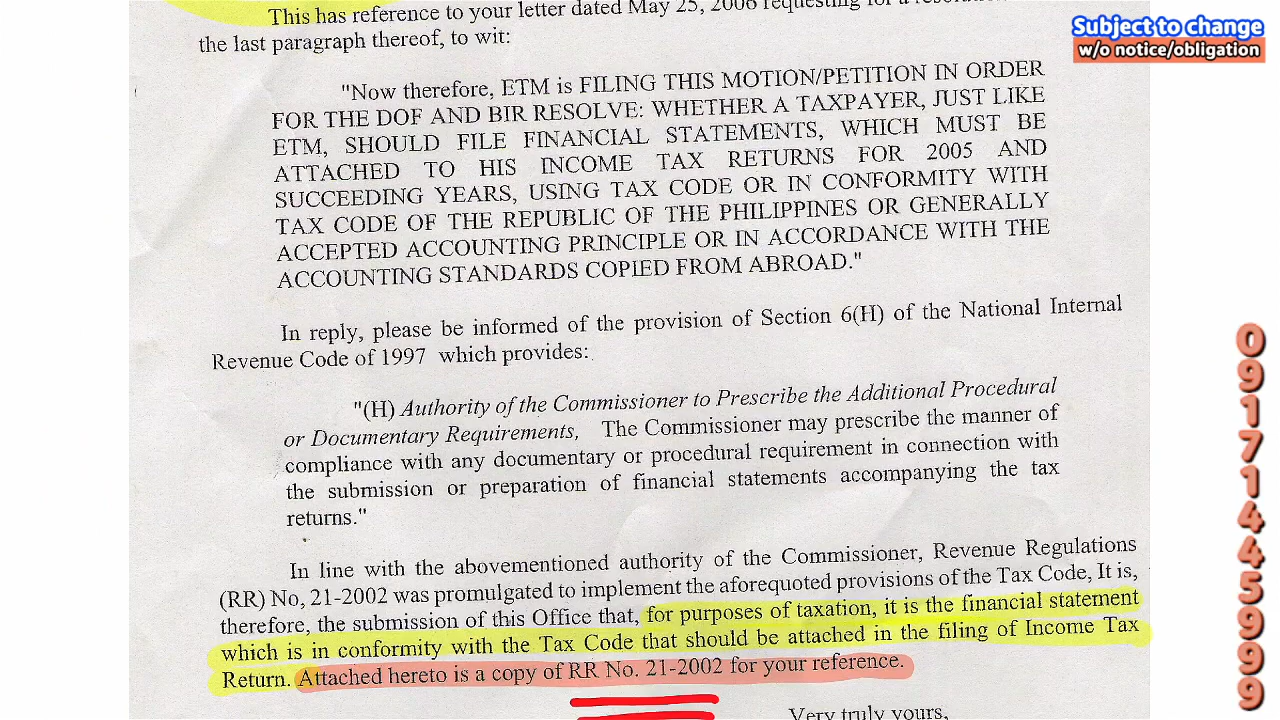 This has reference to your letter dated May 25, 2006 requesting for a
the last paragraph thereof, to wit:
Subject to change
w/o notice/obligation
"Now therefore, ETM is FILING THIS MOTION/PETITION IN ORDER
FOR THE DOF AND BIR RESOLVE: WHETHER A TAXPAYER, JUST LIKE
ETM, SHOULD FILE FINANCIAL STATEMENTS, WHICH MUST BE
ATTACHED TO HIS INCOME TAX RETURNS FOR 2005 AND
SUCCEEDING YEARS, USING TAX CODE OR IN CONFORMITY WITH
TAX CODE OF THE REPUBLIC OF THE PHILIPPINES OR GENERALLY
ACCEPTED ACCOUNTING PRINCIPLE OR IN ACCORDANCE WITH THE
ACCOUNTING STANDARDS COPIED FROM ABROAD."
In reply, please be informed of the provision of Section 6(H) of the National Internal
Revenue Code of 1997 which provides:
"(H) Authority of the Commissioner to Prescribe the Additional Procedural
or Documentary Requirements, The Commissioner may prescribe the manner of
compliance with any documentary or procedural requirement in connection with
the submission or preparation of financial statements accompanying the tax
returns."
In line with the abovementioned authority of the Commissioner, Revenue Regulations
(RR) No, 21-2002 was promulgated to implement the aforequoted provisions of the Tax Code, It is,
therefore, the submission of this Office that, for purposes of taxation, it is the financial statement
which is in conformity with the Tax Code that should be attached in the filing of Income Tax
Return. Attached hereto is a copy of RR No. 21-2002 for your reference.
Very truly yours,
09171445999